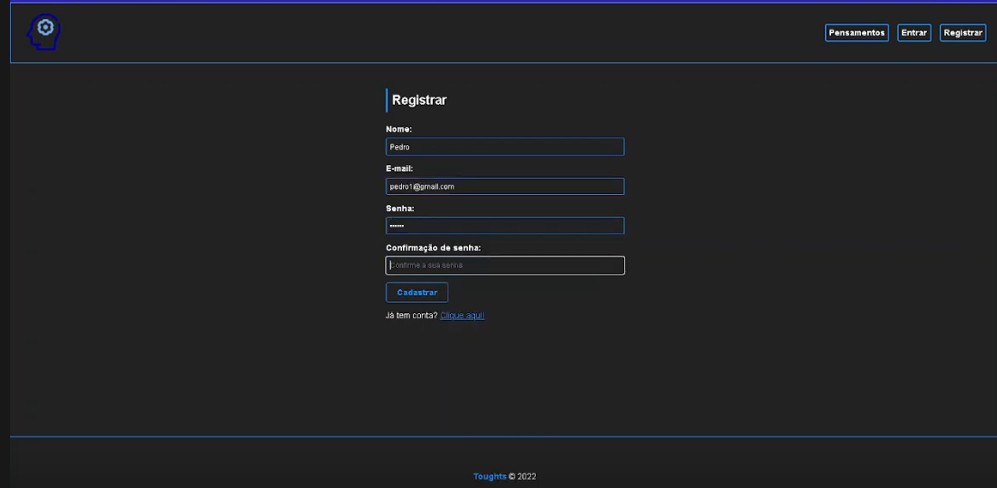 Pensamentos Entrar Registrar
Registrar
Nome:
Pedro
E-mail:
pedro1@gmail.com
Senha:
••••••
Confirmação de senha:
Confirme a sua senha
Cadastrar
Já tem conta? Clique aqui!
Toughts © 2022